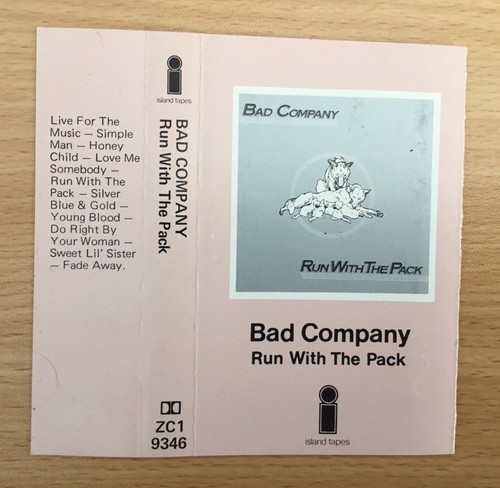 Live For The
Music — Simple
Man — Honey
Child — Love Me
Somebody —
Run With The
Pack — Silver
Blue & Gold —
Young Blood —
Do Right By
Your Woman —
Sweet Lil' Sister
— Fade Away.
island tapes
BAD COMPANY
Run With The Pack
ZC1
9346
BAD COMPANY
RUN WITH THE PACK
Bad Company
Run With The Pack
island tapes